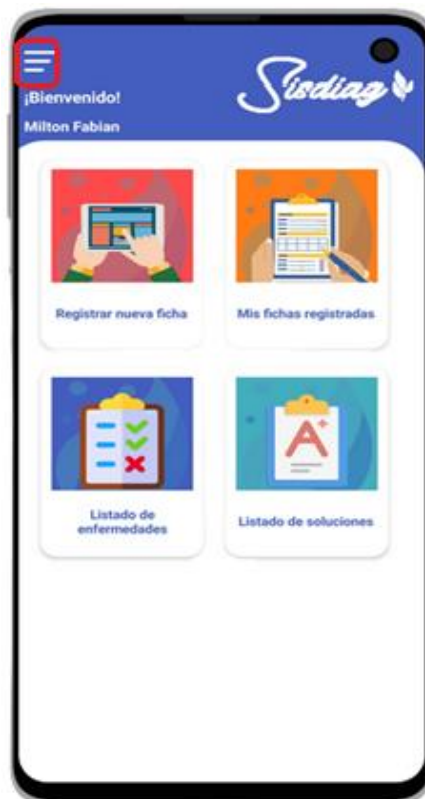 Sisdiag
¡Bienvenido!
Milton Fabian
Registrar nueva ficha
Mis fichas registradas
A+
Listado de
enfermedades
Listado de soluciones